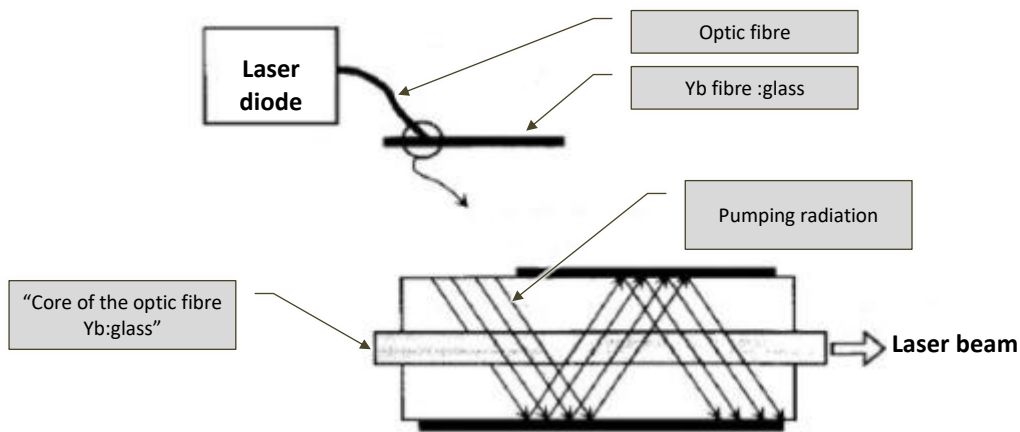 Optic fibre
Laser
diode
Yb fibre :glass
Pumping radiation
“Core of the optic fibre
Yb:glass”
Laser beam